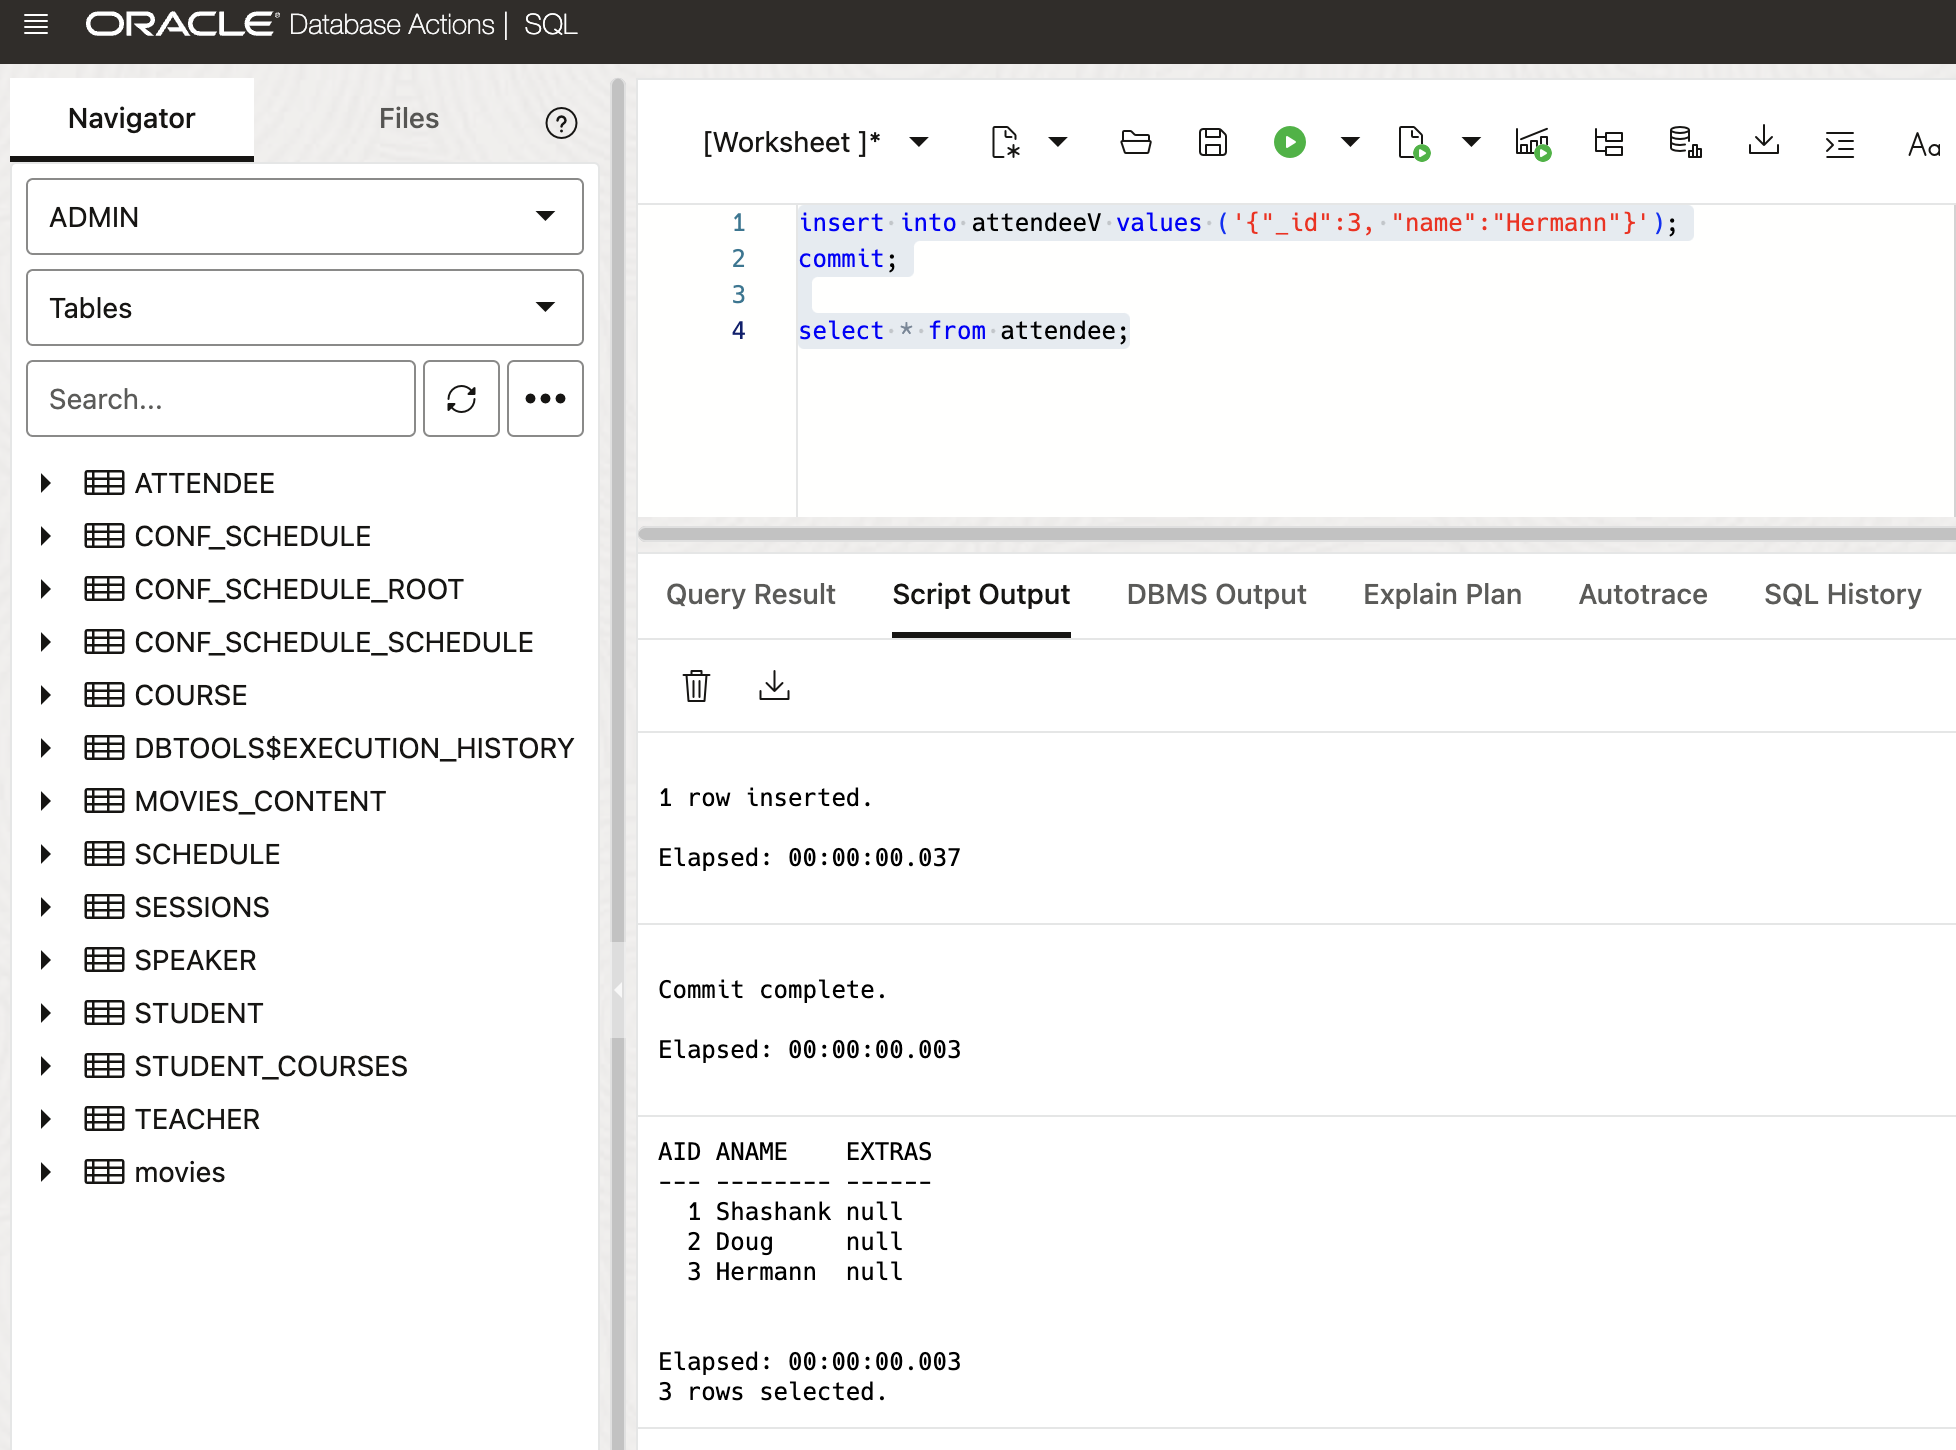 ORACLE Database Actions | SQL
Navigator
Files
?
ADMIN
Tables
Search...
ATTENDEE
CONF_SCHEDULE
CONF_SCHEDULE_ROOT
CONF_SCHEDULE_SCHEDULE
COURSE
DBTOOLS$EXECUTION_HISTORY
MOVIES_CONTENT
SCHEDULE
SESSIONS
SPEAKER
STUDENT
STUDENT_COURSES
TEACHER
movies
[Worksheet ]*
Aa
1 insert into attendeeV values ('{"_id":3, "name":"Hermann"}');
2 commit;
3
4 select * from attendee;
Query Result Script Output DBMS Output Explain Plan Autotrace SQL History
1 row inserted.
Elapsed: 00:00:00.037
Commit complete.
Elapsed: 00:00:00.003
AID ANAME    EXTRAS
--- -------- ------
  1 Shashank null
  2 Doug     null
  3 Hermann  null
Elapsed: 00:00:00.003
3 rows selected.